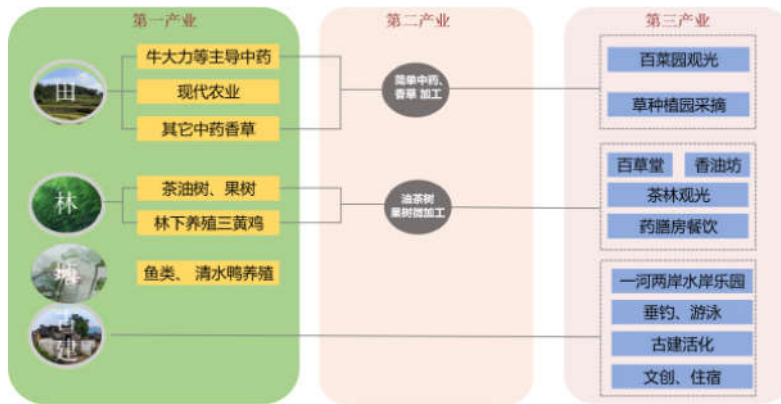 第一产业
第二产业
第三产业
田
牛大力等主导中药
现代农业
其它中药香草
简单中药、
香草 加工
百菜园观光
草种植园采摘
林
茶油树、果树
林下养殖三黄鸡
油茶树
果树微加工
百草堂
香油坊
茶林观光
药膳房餐饮
塘
鱼类、 清水鸭养殖
古
建
一河两岸水岸乐园
垂钓、游泳
古建活化
文创、住宿